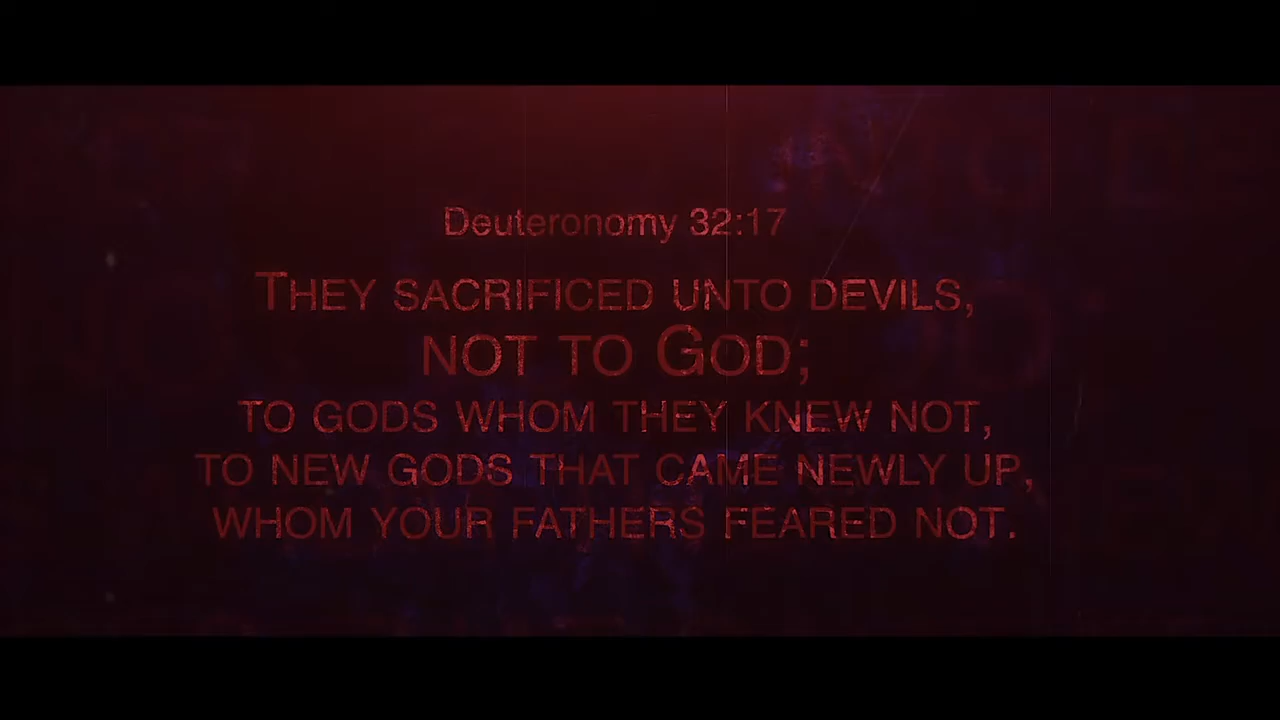 Deuteronomy 32:17
They sacrificed unto devils,
not to God;
to gods whom they knew not,
to new gods that came newly up,
whom your fathers feared not.